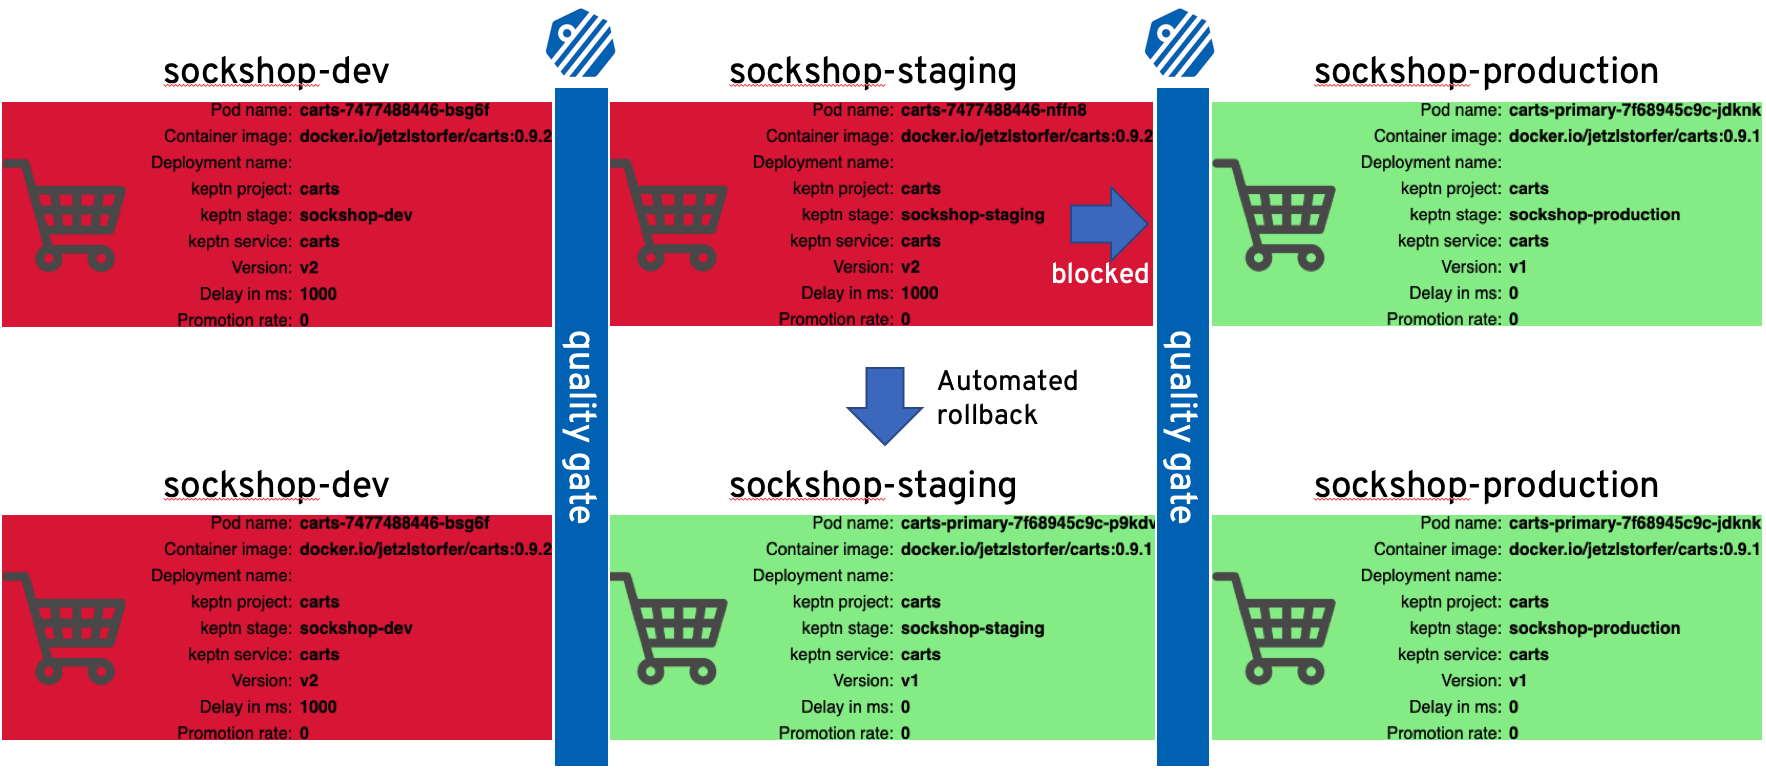 sockshop-dev
Pod name: carts-7477488446-bsg6f
Container image: docker.io/jetzlstorfer/carts:0.9.2
Deployment name:
keptn project: carts
keptn stage: sockshop-dev
keptn service: carts
Version: v2
Delay in ms: 1000
Promotion rate: 0
quality gate
sockshop-staging
Pod name: carts-7477488446-nffn8
Container image: docker.io/jetzlstorfer/carts:0.9.2
Deployment name:
keptn project: carts
keptn stage: sockshop-staging
keptn service: carts
Version: v2
Delay in ms: 1000
Promotion rate: 0
blocked
quality gate
sockshop-production
Pod name: carts-primary-7f68945c9c-jdknk
Container image: docker.io/jetzlstorfer/carts:0.9.1
Deployment name:
keptn project: carts
keptn stage: sockshop-production
keptn service: carts
Version: v1
Delay in ms: 0
Promotion rate: 0
Automated
rollback
sockshop-dev
Pod name: carts-7477488446-bsg6f
Container image: docker.io/jetzlstorfer/carts:0.9.2
Deployment name:
keptn project: carts
keptn stage: sockshop-dev
keptn service: carts
Version: v2
Delay in ms: 1000
Promotion rate: 0
sockshop-staging
Pod name: carts-primary-7f68945c9c-p9kdv
Container image: docker.io/jetzlstorfer/carts:0.9.1
Deployment name:
keptn project: carts
keptn stage: sockshop-staging
keptn service: carts
Version: v1
Delay in ms: 0
Promotion rate: 0
sockshop-production
Pod name: carts-primary-7f68945c9c-jdknk
Container image: docker.io/jetzlstorfer/carts:0.9.1
Deployment name:
keptn project: carts
keptn stage: sockshop-production
keptn service: carts
Version: v1
Delay in ms: 0
Promotion rate: 0